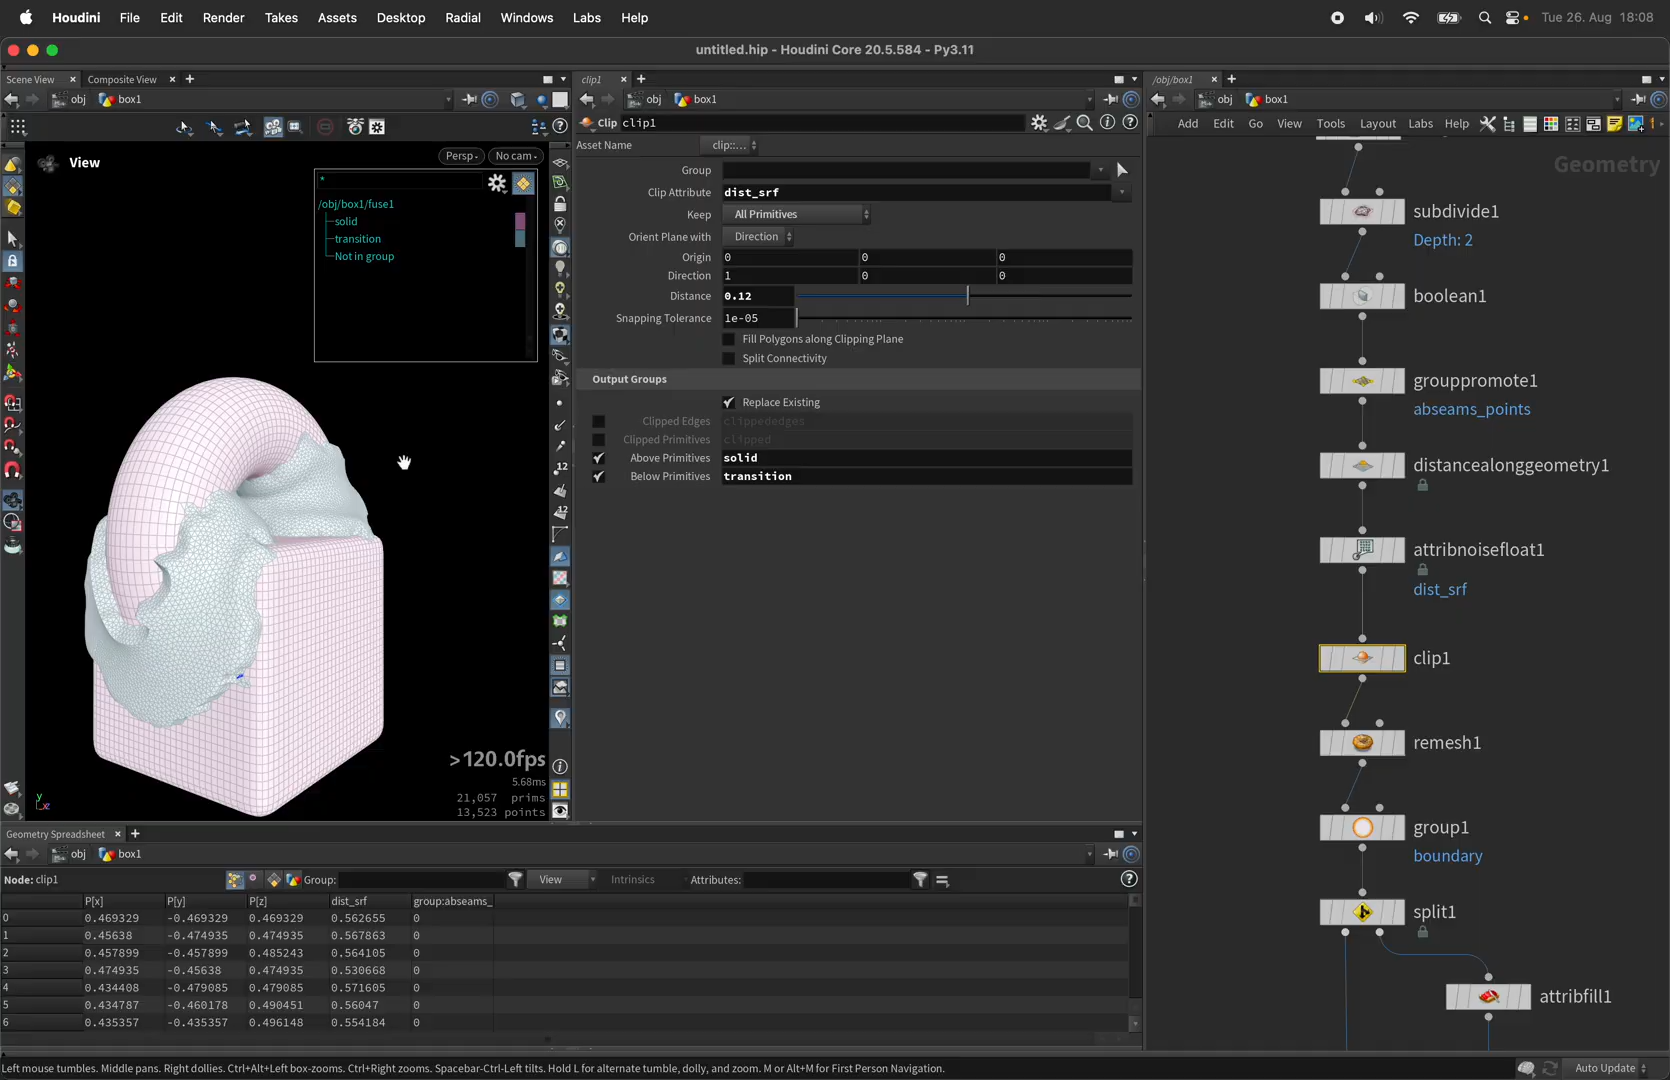 Houdini File Edit Render Takes Assets Desktop Radial Windows Labs Help Tue 26. Aug 18:08
untitled.hip - Houdini Core 20.5.584 - Py3.11
Scene View × Composite View × +
clip1 × +
/obj/box1 × +
obj box1
obj box1
obj box1
Clip clip1
Add Edit Go View Tools Layout Labs Help
Asset Name clip::...
View
Persp No cam
*
/obj/box1/fuse1
solid
transition
Not in group
>120.0fps
5.68ms
21,057 prims
13,523 points
y
z
x
12
12
Group
Clip Attribute dist_srf
Keep All Primitives
Orient Plane with Direction
Origin 0 0 0
Direction 1 0 0
Distance 0.12
Snapping Tolerance 1e-05
Fill Polygons along Clipping Plane
Split Connectivity
Output Groups
Replace Existing
Clipped Edges clippededges
Clipped Primitives clipped
Above Primitives solid
Below Primitives transition
Geometry
subdivide1
Depth: 2
boolean1
grouppromote1
abseams_points
distancealonggeometry1
attribnoisefloat1
dist_srf
clip1
remesh1
group1
boundary
split1
attribfill1
Geometry Spreadsheet × +
obj box1
Node: clip1 Group: View Intrinsics Attributes:
P[x] P[y] P[z] dist_srf group:abseams_
0 0.469329 -0.469329 0.469329 0.562655 0
1 0.45638 -0.474935 0.474935 0.567863 0
2 0.457899 -0.457899 0.485243 0.564105 0
3 0.474935 -0.45638 0.474935 0.530668 0
4 0.434408 -0.479085 0.479085 0.571605 0
5 0.434787 -0.460178 0.490451 0.56047 0
6 0.435357 -0.435357 0.496148 0.554184 0
Left mouse tumbles. Middle pans. Right dollies. Ctrl+Alt+Left box-zooms. Ctrl+Right zooms. Spacebar-Ctrl-Left tilts. Hold L for alternate tumble, dolly, and zoom. M or Alt+M for First Person Navigation.
Auto Update